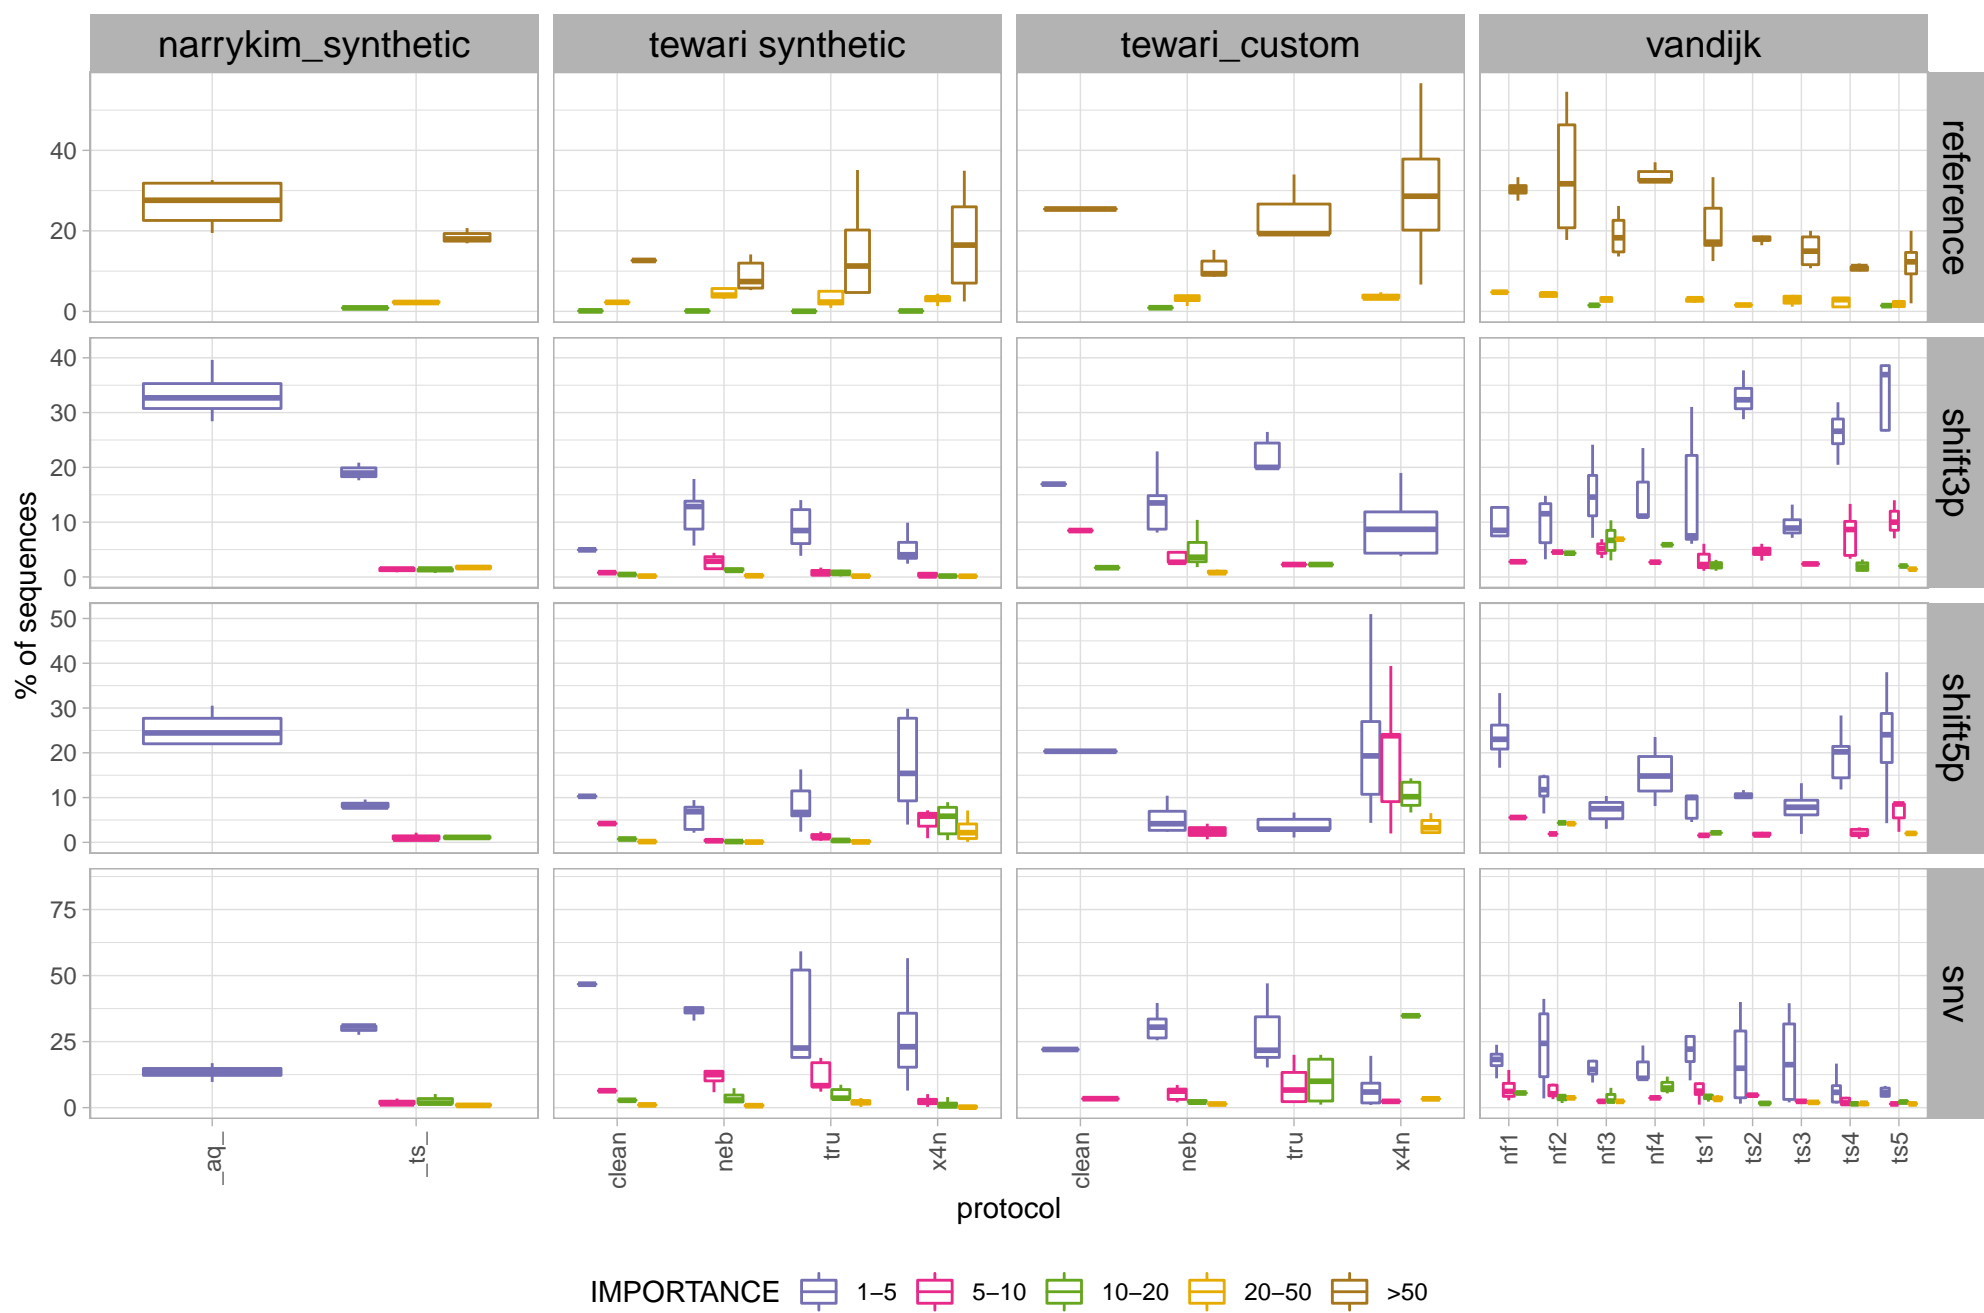 narrykim_synthetic
tewari synthetic
tewari_custom
vandijk
reference
40
20
0
shift3p
40
30
20
10
0
shift5p
50
40
30
20
10
0
snv
75
50
25
0
% of sequences
_aq_
_ts_
clean
neb
tru
x4n
clean
neb
tru
x4n
nf1
nf2
nf3
nf4
ts1
ts2
ts3
ts4
ts5
protocol
IMPORTANCE 1–5 5–10 10–20 20–50 >50